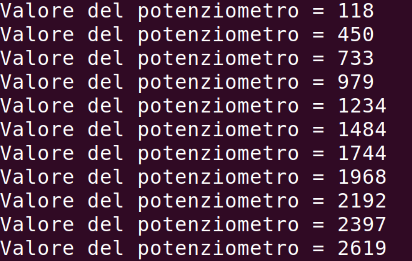 Valore del potenziometro = 118
Valore del potenziometro = 450
Valore del potenziometro = 733
Valore del potenziometro = 979
Valore del potenziometro = 1234
Valore del potenziometro = 1484
Valore del potenziometro = 1744
Valore del potenziometro = 1968
Valore del potenziometro = 2192
Valore del potenziometro = 2397
Valore del potenziometro = 2619